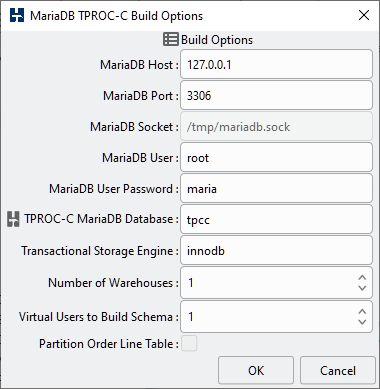 MariaDB TPROC-C Build Options
Build Options
MariaDB Host : 127.0.0.1
MariaDB Port : 3306
MariaDB Socket : /tmp/mariadb.sock
MariaDB User : root
MariaDB User Password : maria
TPROC-C MariaDB Database : tpcc
Transactional Storage Engine : innodb
Number of Warehouses : 1
Virtual Users to Build Schema : 1
Partition Order Line Table :
OK Cancel